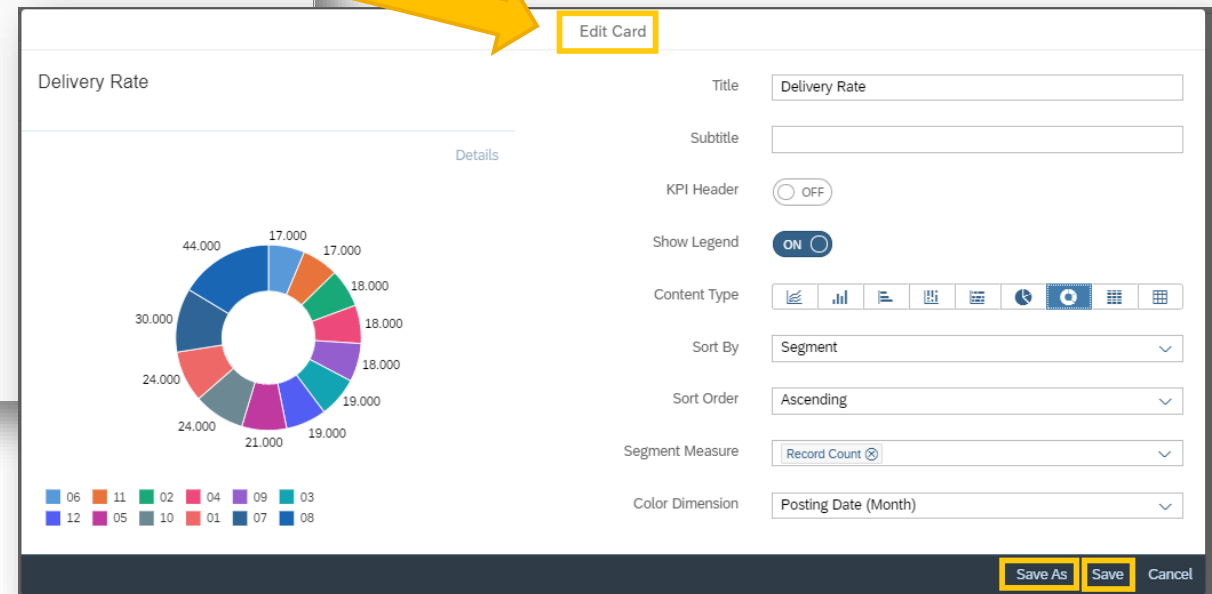 Edit Card
Delivery Rate
Details
44.000
17.000
17.000
18.000
30.000
18.000
18.000
24.000
19.000
24.000
21.000
19.000
06 11 02 04 09 03
12 05 10 01 07 08
Title Delivery Rate
Subtitle
KPI Header OFF
Show Legend ON
Content Type
Sort By Segment
Sort Order Ascending
Segment Measure Record Count
Color Dimension Posting Date (Month)
Save As Save Cancel